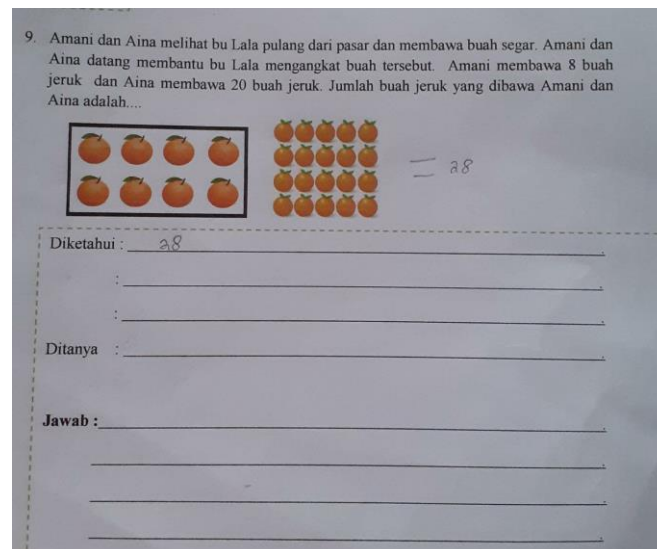 9. Amani dan Aina melihat bu Lala pulang dari pasar dan membawa buah segar. Amani dan
Aina datang membantu bu Lala mengangkat buah tersebut. Amani membawa 8 buah
jeruk dan Aina membawa 20 buah jeruk. Jumlah buah jeruk yang dibawa Amani dan
Aina adalah....
= 28
Diketahui : 28 .
: .
: .
Ditanya : .
Jawab : .
.
.
.